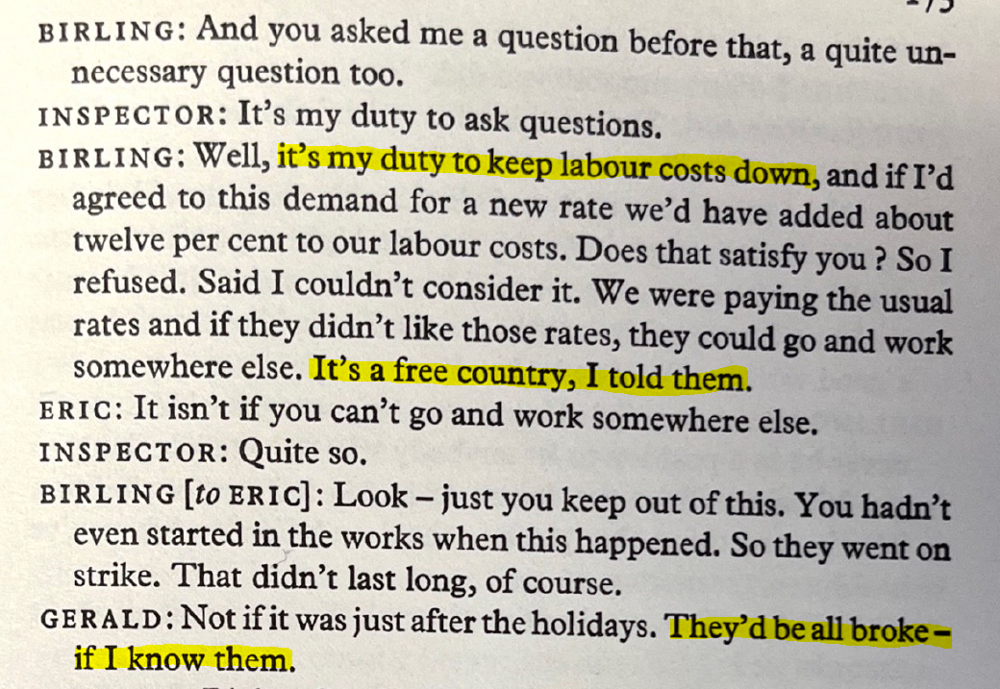 BIRLING: And you asked me a question before that, a quite un-
necessary question too.
INSPECTOR: It's my duty to ask questions.
BIRLING: Well, it's my duty to keep labour costs down, and if I'd
agreed to this demand for a new rate we'd have added about
twelve per cent to our labour costs. Does that satisfy you ? So I
refused. Said I couldn't consider it. We were paying the usual
rates and if they didn't like those rates, they could go and work
somewhere else. It's a free country, I told them.
ERIC: It isn't if you can't go and work somewhere else.
INSPECTOR: Quite so.
BIRLING [to ERIC]: Look – just you keep out of this. You hadn't
even started in the works when this happened. So they went on
strike. That didn't last long, of course.
GERALD: Not if it was just after the holidays. They'd be all broke –
if I know them.